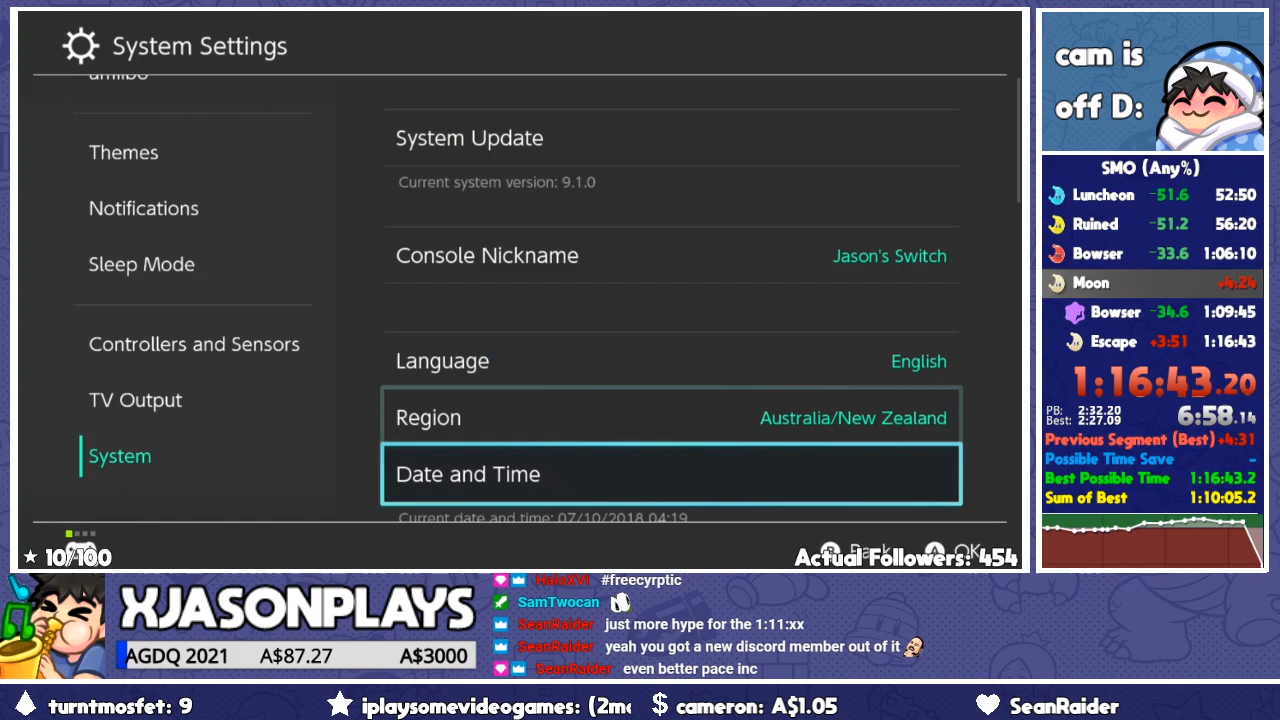 System Settings
amiibo
Themes
Notifications
Sleep Mode
Controllers and Sensors
TV Output
System
System Update
Current system version: 9.1.0
Console Nickname Jason's Switch
Language English
Region Australia/New Zealand
Date and Time
Current date and time: 07/10/2018 04:19
Back OK
★ 10/100
Actual Followers: 454
cam is
off D:
SMO (Any%)
Luncheon -51.6 52:50
Ruined -51.2 56:20
Bowser -33.6 1:06:10
Moon +4:24
Bowser -34.6 1:09:45
Escape +3:51 1:16:43
1:16:43.20
PB: 2:32.20
Best: 2:27.09
6:58.14
Previous Segment (Best) +4:31
Possible Time Save -
Best Possible Time 1:16:43.2
Sum of Best 1:10:05.2
XJASONPLAYS
AGDQ 2021 A$87.27 A$3000
HaloXVI #freecyrptic
SamTwocan
SeanRaider just more hype for the 1:11:xx
SeanRaider yeah you got a new discord member out of it
SeanRaider even better pace inc
turntmosfet: 9
iplaysomevideogames: (2mo
$ cameron: A$1.05
SeanRaider